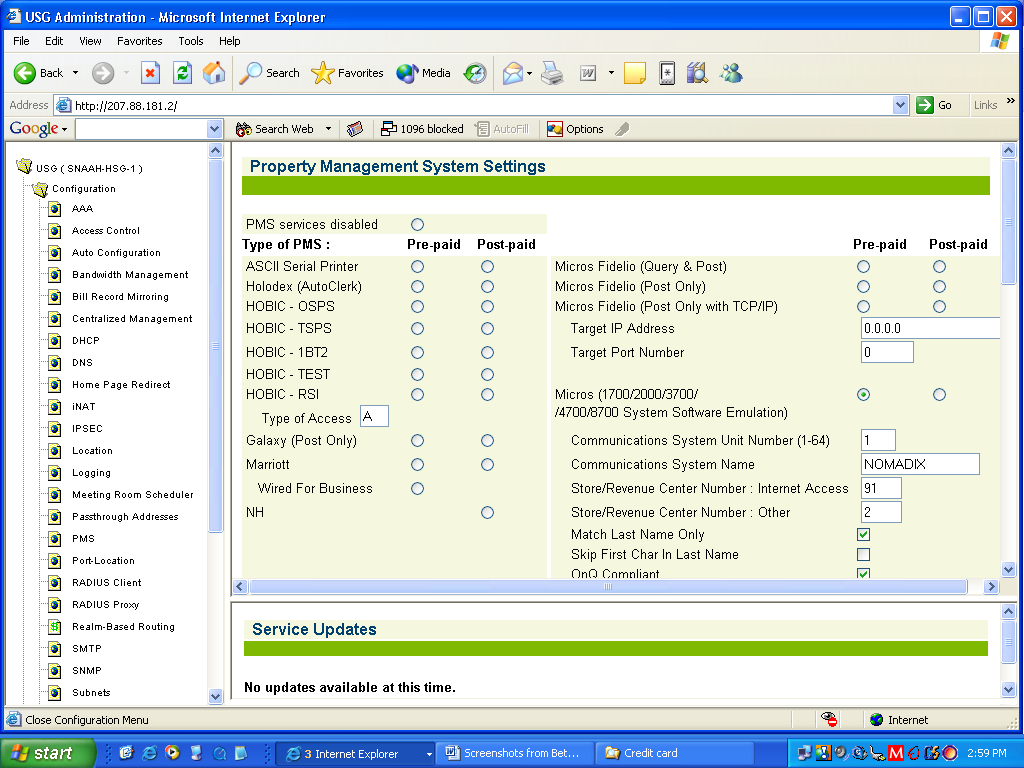 USG Administration - Microsoft Internet Explorer
File Edit View Favorites Tools Help
Back Search Favorites Media
Address http://207.88.181.2/ Go Links »
Google Search Web 1096 blocked AutoFill Options
USG ( SNAAH-HSG-1 )
Configuration
AAA
Access Control
Auto Configuration
Bandwidth Management
Bill Record Mirroring
Centralized Management
DHCP
DNS
Home Page Redirect
iNAT
IPSEC
Location
Logging
Meeting Room Scheduler
Passthrough Addresses
PMS
Port-Location
RADIUS Client
RADIUS Proxy
Realm-Based Routing
SMTP
SNMP
Subnets
Property Management System Settings
PMS services disabled
Type of PMS : Pre-paid Post-paid
ASCII Serial Printer
Holodex (AutoClerk)
HOBIC - OSPS
HOBIC - TSPS
HOBIC - 1BT2
HOBIC - TEST
HOBIC - RSI
Type of Access A
Galaxy (Post Only)
Marriott
Wired For Business
NH
Pre-paid Post-paid
Micros Fidelio (Query & Post)
Micros Fidelio (Post Only)
Micros Fidelio (Post Only with TCP/IP)
Target IP Address 0.0.0.0
Target Port Number 0
Micros (1700/2000/3700/
/4700/8700 System Software Emulation)
Communications System Unit Number (1-64) 1
Communications System Name NOMADIX
Store/Revenue Center Number : Internet Access 91
Store/Revenue Center Number : Other 2
Match Last Name Only
Skip First Char In Last Name
OnQ Compliant
Service Updates
No updates available at this time.
Close Configuration Menu Internet
start 3 Internet Explorer Screenshots from Bet... Credit card 2:59 PM